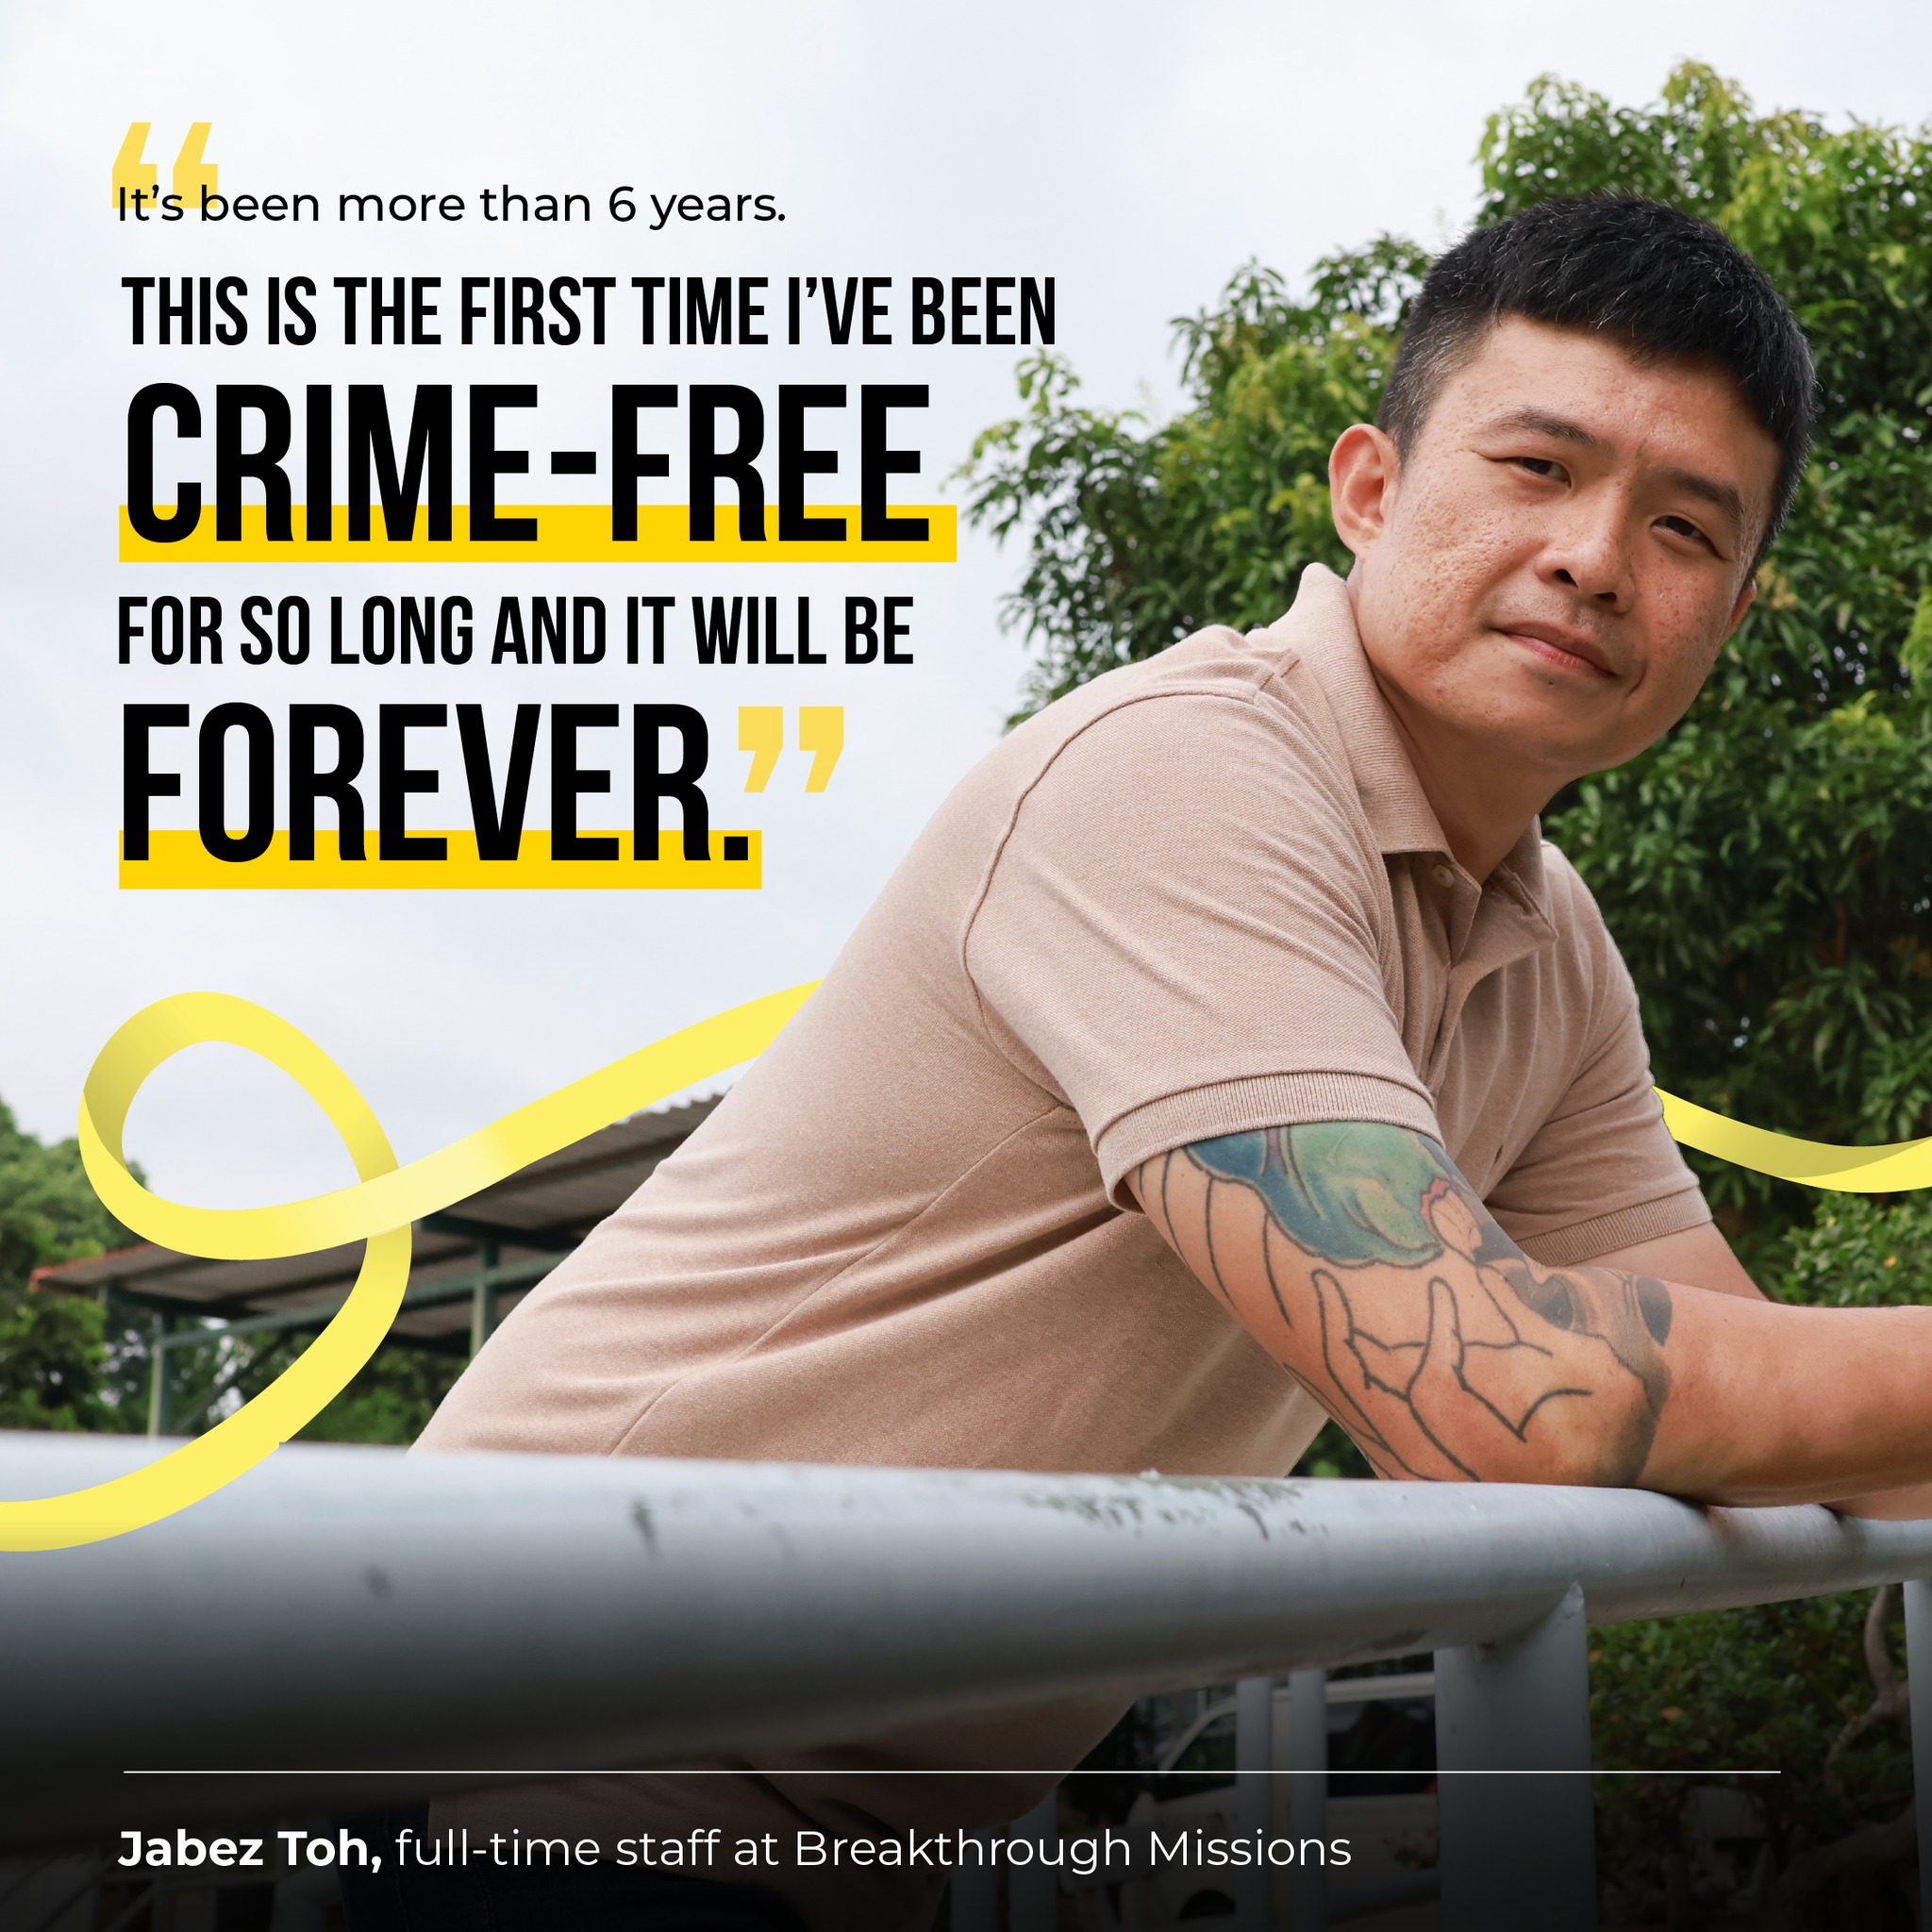 “It’s been more than 6 years.
THIS IS THE FIRST TIME I’VE BEEN
CRIME-FREE
FOR SO LONG AND IT WILL BE
FOREVER.”
Jabez Toh, full-time staff at Breakthrough Missions